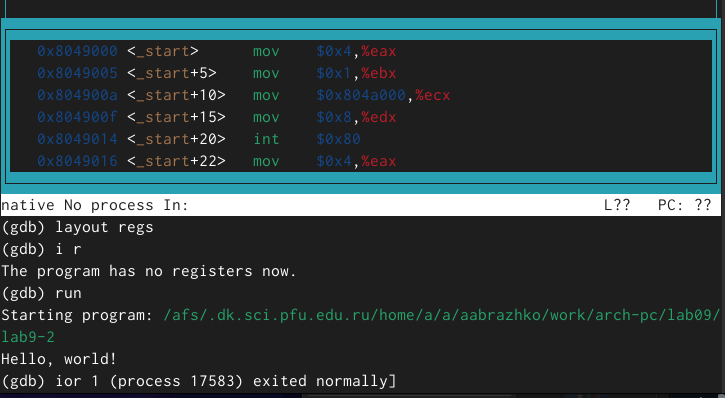 0x8049000 <_start> mov $0x4,%eax
0x8049005 <_start+5> mov $0x1,%ebx
0x804900a <_start+10> mov $0x804a000,%ecx
0x804900f <_start+15> mov $0x8,%edx
0x8049014 <_start+20> int $0x80
0x8049016 <_start+22> mov $0x4,%eax
native No process In: L?? PC: ??
(gdb) layout regs
(gdb) i r
The program has no registers now.
(gdb) run
Starting program: /afs/.dk.sci.pfu.edu.ru/home/a/a/aabrazhko/work/arch-pc/lab09/
lab9-2
Hello, world!
(gdb) ior 1 (process 17583) exited normally]